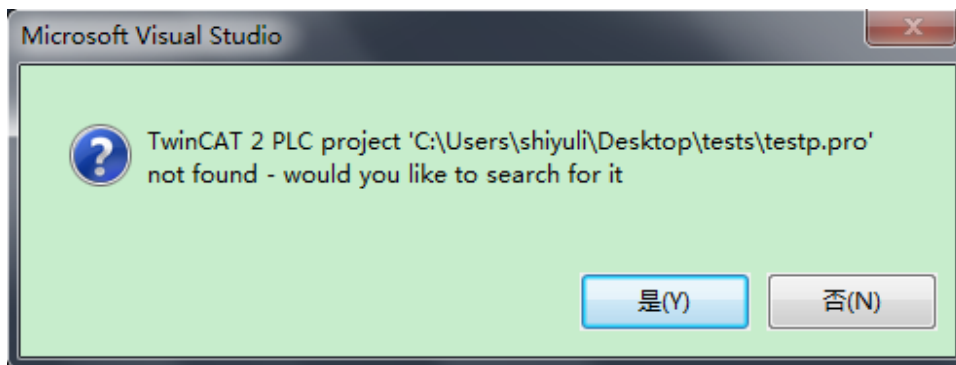 Microsoft Visual Studio
TwinCAT 2 PLC project 'C:\Users\shiyuli\Desktop\tests\testp.pro'
not found - would you like to search for it
是(Y)
否(N)